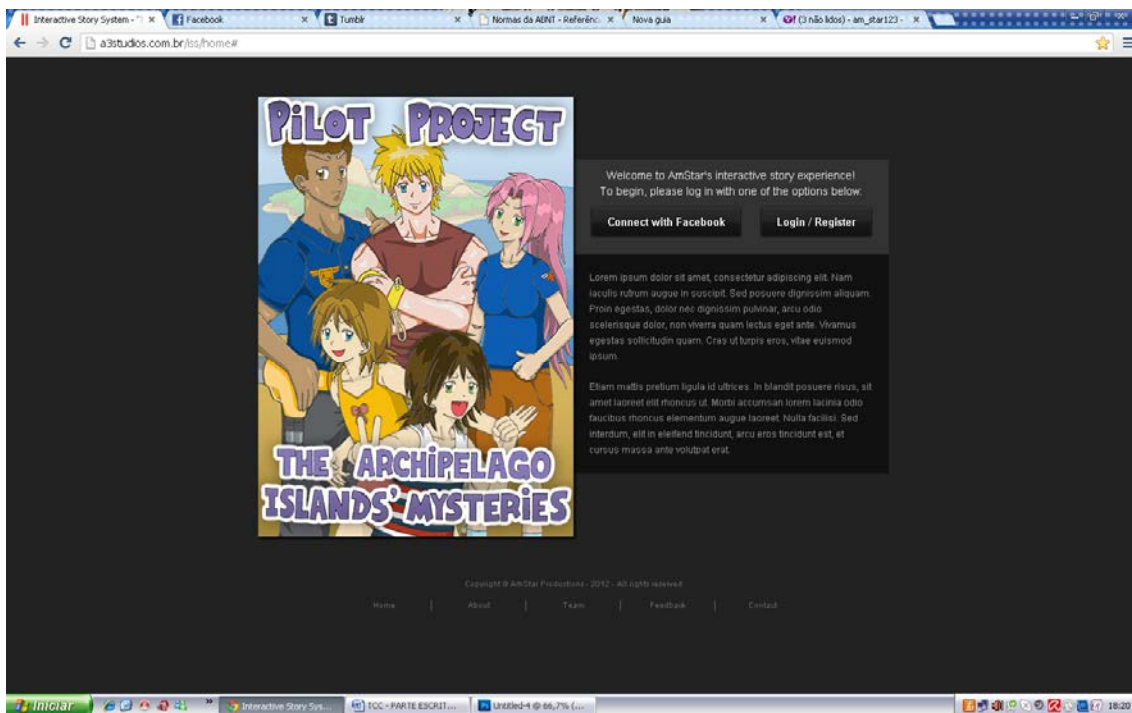 Interactive Story System - "
Facebook
Tumblr
Normas da ABNT - Referênc
Nova guia
(3 não lidos) - am_star123 -
a3studios.com.br/iss/home#
PiLOT PROJECT
THE ARCHiPELAGO
ISLANDS' MYSTERiES
Welcome to AmStar's interactive story experience!
To begin, please log in with one of the options below:
Connect with Facebook
Login / Register
Lorem ipsum dolor sit amet, consectetur adipiscing elit. Nam
iaculis rutrum augue in suscipit. Sed posuere dignissim aliquam.
Proin egestas, dolor nec dignissim pulvinar, arcu odio
scelerisque dolor, non viverra quam lectus eget ante. Vivamus
egestas sollicitudin quam. Cras ut turpis eros, vitae euismod
ipsum.
Etiam mattis pretium ligula id ultrices. In blandit posuere risus, sit
amet laoreet elit rhoncus ut. Morbi accumsan lorem lacinia odio
faucibus rhoncus elementum augue laoreet. Nulla facilisi. Sed
interdum, elit in eleifend tincidunt, arcu eros tincidunt est, et
cursus massa ante volutpat erat.
Copyright © AmStar Productions - 2012 - All rights reserved
Home | About | Team | Feedback | Contact
Iniciar
Interactive Story Sys...
TCC - PARTE ESCRIT...
Untitled-4 @ 66,7% (...
18:20